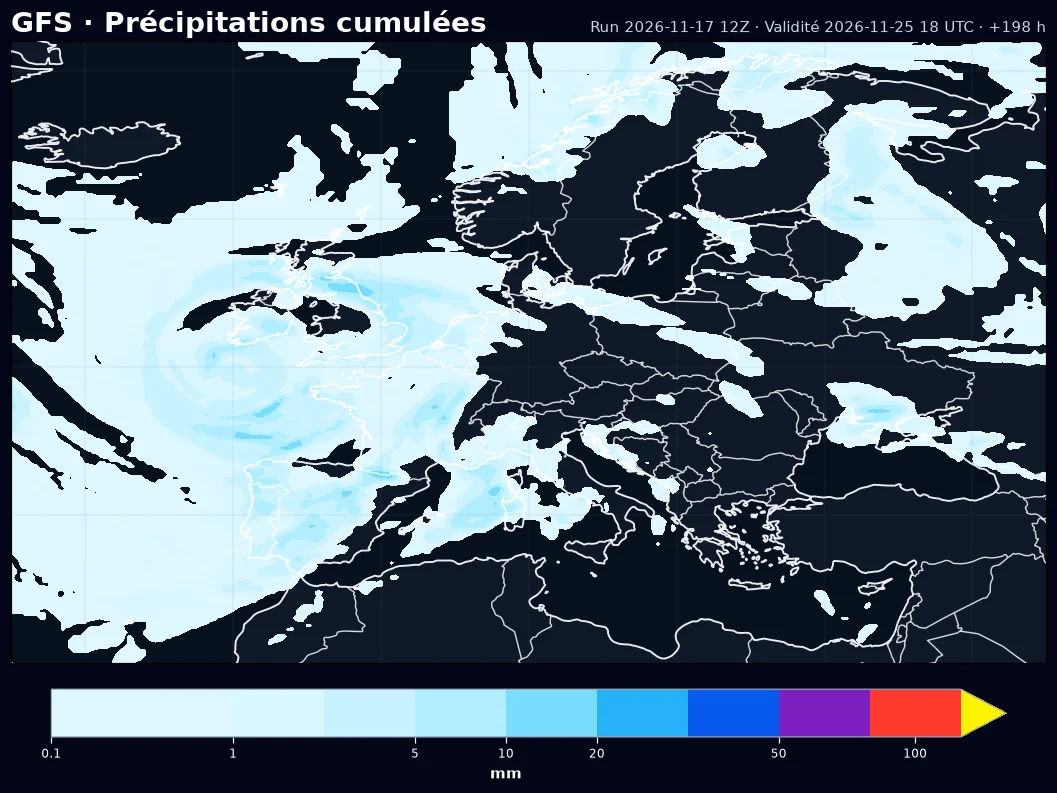 GFS · Précipitations cumulées
Run 2026-11-17 12Z · Validité 2026-11-25 18 UTC · +198 h
0.1 1 5 10 20 50 100
mm